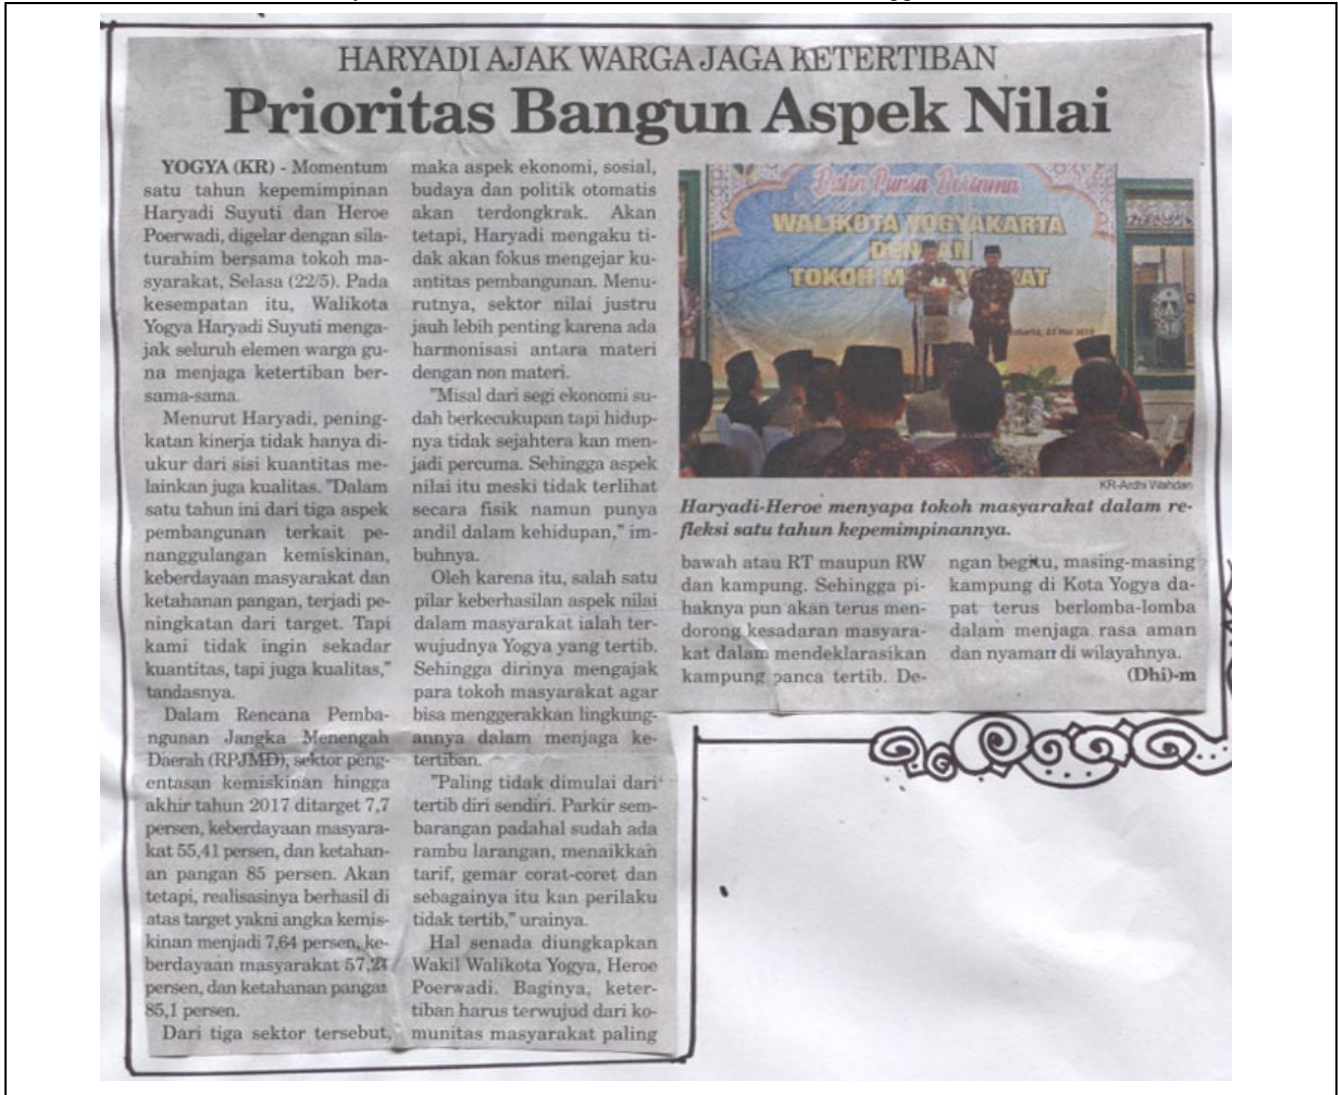 HARYADI AJAK WARGA JAGA KETERTIBAN
Prioritas Bangun Aspek Nilai
YOGYA (KR) - Momentum
satu tahun kepemimpinan
Haryadi Suyuti dan Heroe
Poerwadi, digelar dengan sila-
turahim bersama tokoh ma-
syarakat, Selasa (22/5). Pada
kesempatan itu, Walikota
Yogya Haryadi Suyuti menga-
jak seluruh elemen warga gu-
na menjaga ketertiban ber-
sama-sama.
Menurut Haryadi, pening-
katan kinerja tidak hanya di-
ukur dari sisi kuantitas me-
lainkan juga kualitas. "Dalam
satu tahun ini dari tiga aspek
pembangunan terkait pe-
nanggulangan kemiskinan,
keberdayaan masyarakat dan
ketahanan pangan, terjadi pe-
ningkatan dari target. Tapi
kami tidak ingin sekadar
kuantitas, tapi juga kualitas,"
tandasnya.
Dalam Rencana Pemba-
ngunan Jangka Menengah
Daerah (RPJMD), sektor peng-
entasan kemiskinan hingga
akhir tahun 2017 ditarget 7,7
persen, keberdayaan masyara-
kat 55,41 persen, dan ketahan-
an pangan 85 persen. Akan
tetapi, realisasinya berhasil di
atas target yakni angka kemis-
kinan menjadi 7,64 persen, ke-
berdayaan masyarakat
persen, dan ketahanan pangan
85,1 persen.
Dari tiga sektor tersebut,
maka aspek ekonomi, sosial,
budaya dan politik otomatis
akan terdongkrak. Akan
tetapi, Haryadi mengaku ti-
dak akan fokus mengejar ku-
antitas pembangunan. Menu-
rutnya, sektor nilai justru
jauh lebih penting karena ada
harmonisasi antara materi
dengan non materi.
"Misal dari segi ekonomi su-
dah berkecukupan tapi hidup-
nya tidak sejahtera kan men-
jadi percuma. Sehingga aspek
nilai itu meski tidak terlihat
secara fisik namun punya
andil dalam kehidupan," im-
buhnya.
Oleh karena itu, salah satu
pilar keberhasilan aspek nilai
dalam masyarakat ialah ter-
wujudnya Yogya yang tertib.
Sehingga dirinya mengajak
para tokoh masyarakat agar
bisa menggerakkan lingkung-
annya dalam menjaga ke-
tertiban.
"Paling tidak dimulai dari
tertib diri sendiri. Parkir sem-
barangan padahal sudah ada
rambu larangan, menaikkan
tarif, gemar corat-coret dan
sebagainya itu kan perilaku
tidak tertib," urainya.
Hal senada diungkapkan
Wakil Walikota Yogya, Heroe
Poerwadi. Baginya, keter-
tiban harus terwujud dari ko-
munitas masyarakat paling
Buka Puasa Bersama
WALIKOTA YOGYAKARTA
DENGAN
TOKOH
KR-Ardhi Wahdan
Haryadi-Heroe menyapa tokoh masyarakat dalam re-
fleksi satu tahun kepemimpinannya.
bawah atau RT maupun RW
dan kampung. Sehingga pi-
haknya pun akan terus men-
dorong kesadaran masyara-
kat dalam mendeklarasikan
kampung panca tertib. De-
ngan begitu, masing-masing
kampung di Kota Yogya da-
pat terus berlomba-lomba
dalam menjaga rasa aman
dan nyaman di wilayahnya.
(Dhi)-m